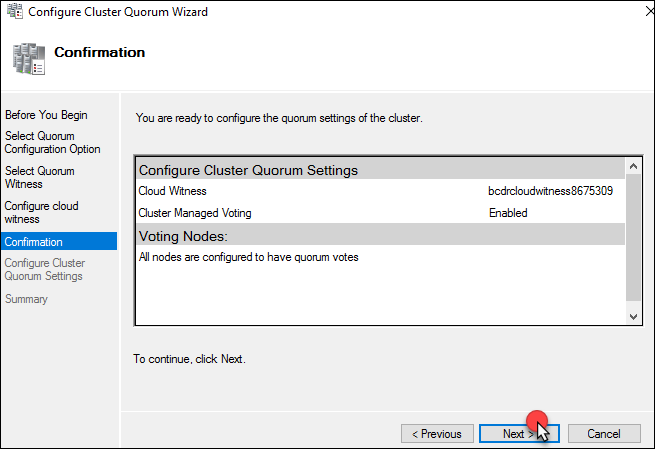 Configure Cluster Quorum Wizard
Confirmation
Before You Begin
Select Quorum
Configuration Option
Select Quorum
Witness
Configure cloud
witness
Confirmation
Configure Cluster
Quorum Settings
Summary
You are ready to configure the quorum settings of the cluster.
Configure Cluster Quorum Settings
Cloud Witness bcdrcloudwitness8675309
Cluster Managed Voting Enabled
Voting Nodes:
All nodes are configured to have quorum votes
To continue, click Next.
< Previous Next > Cancel